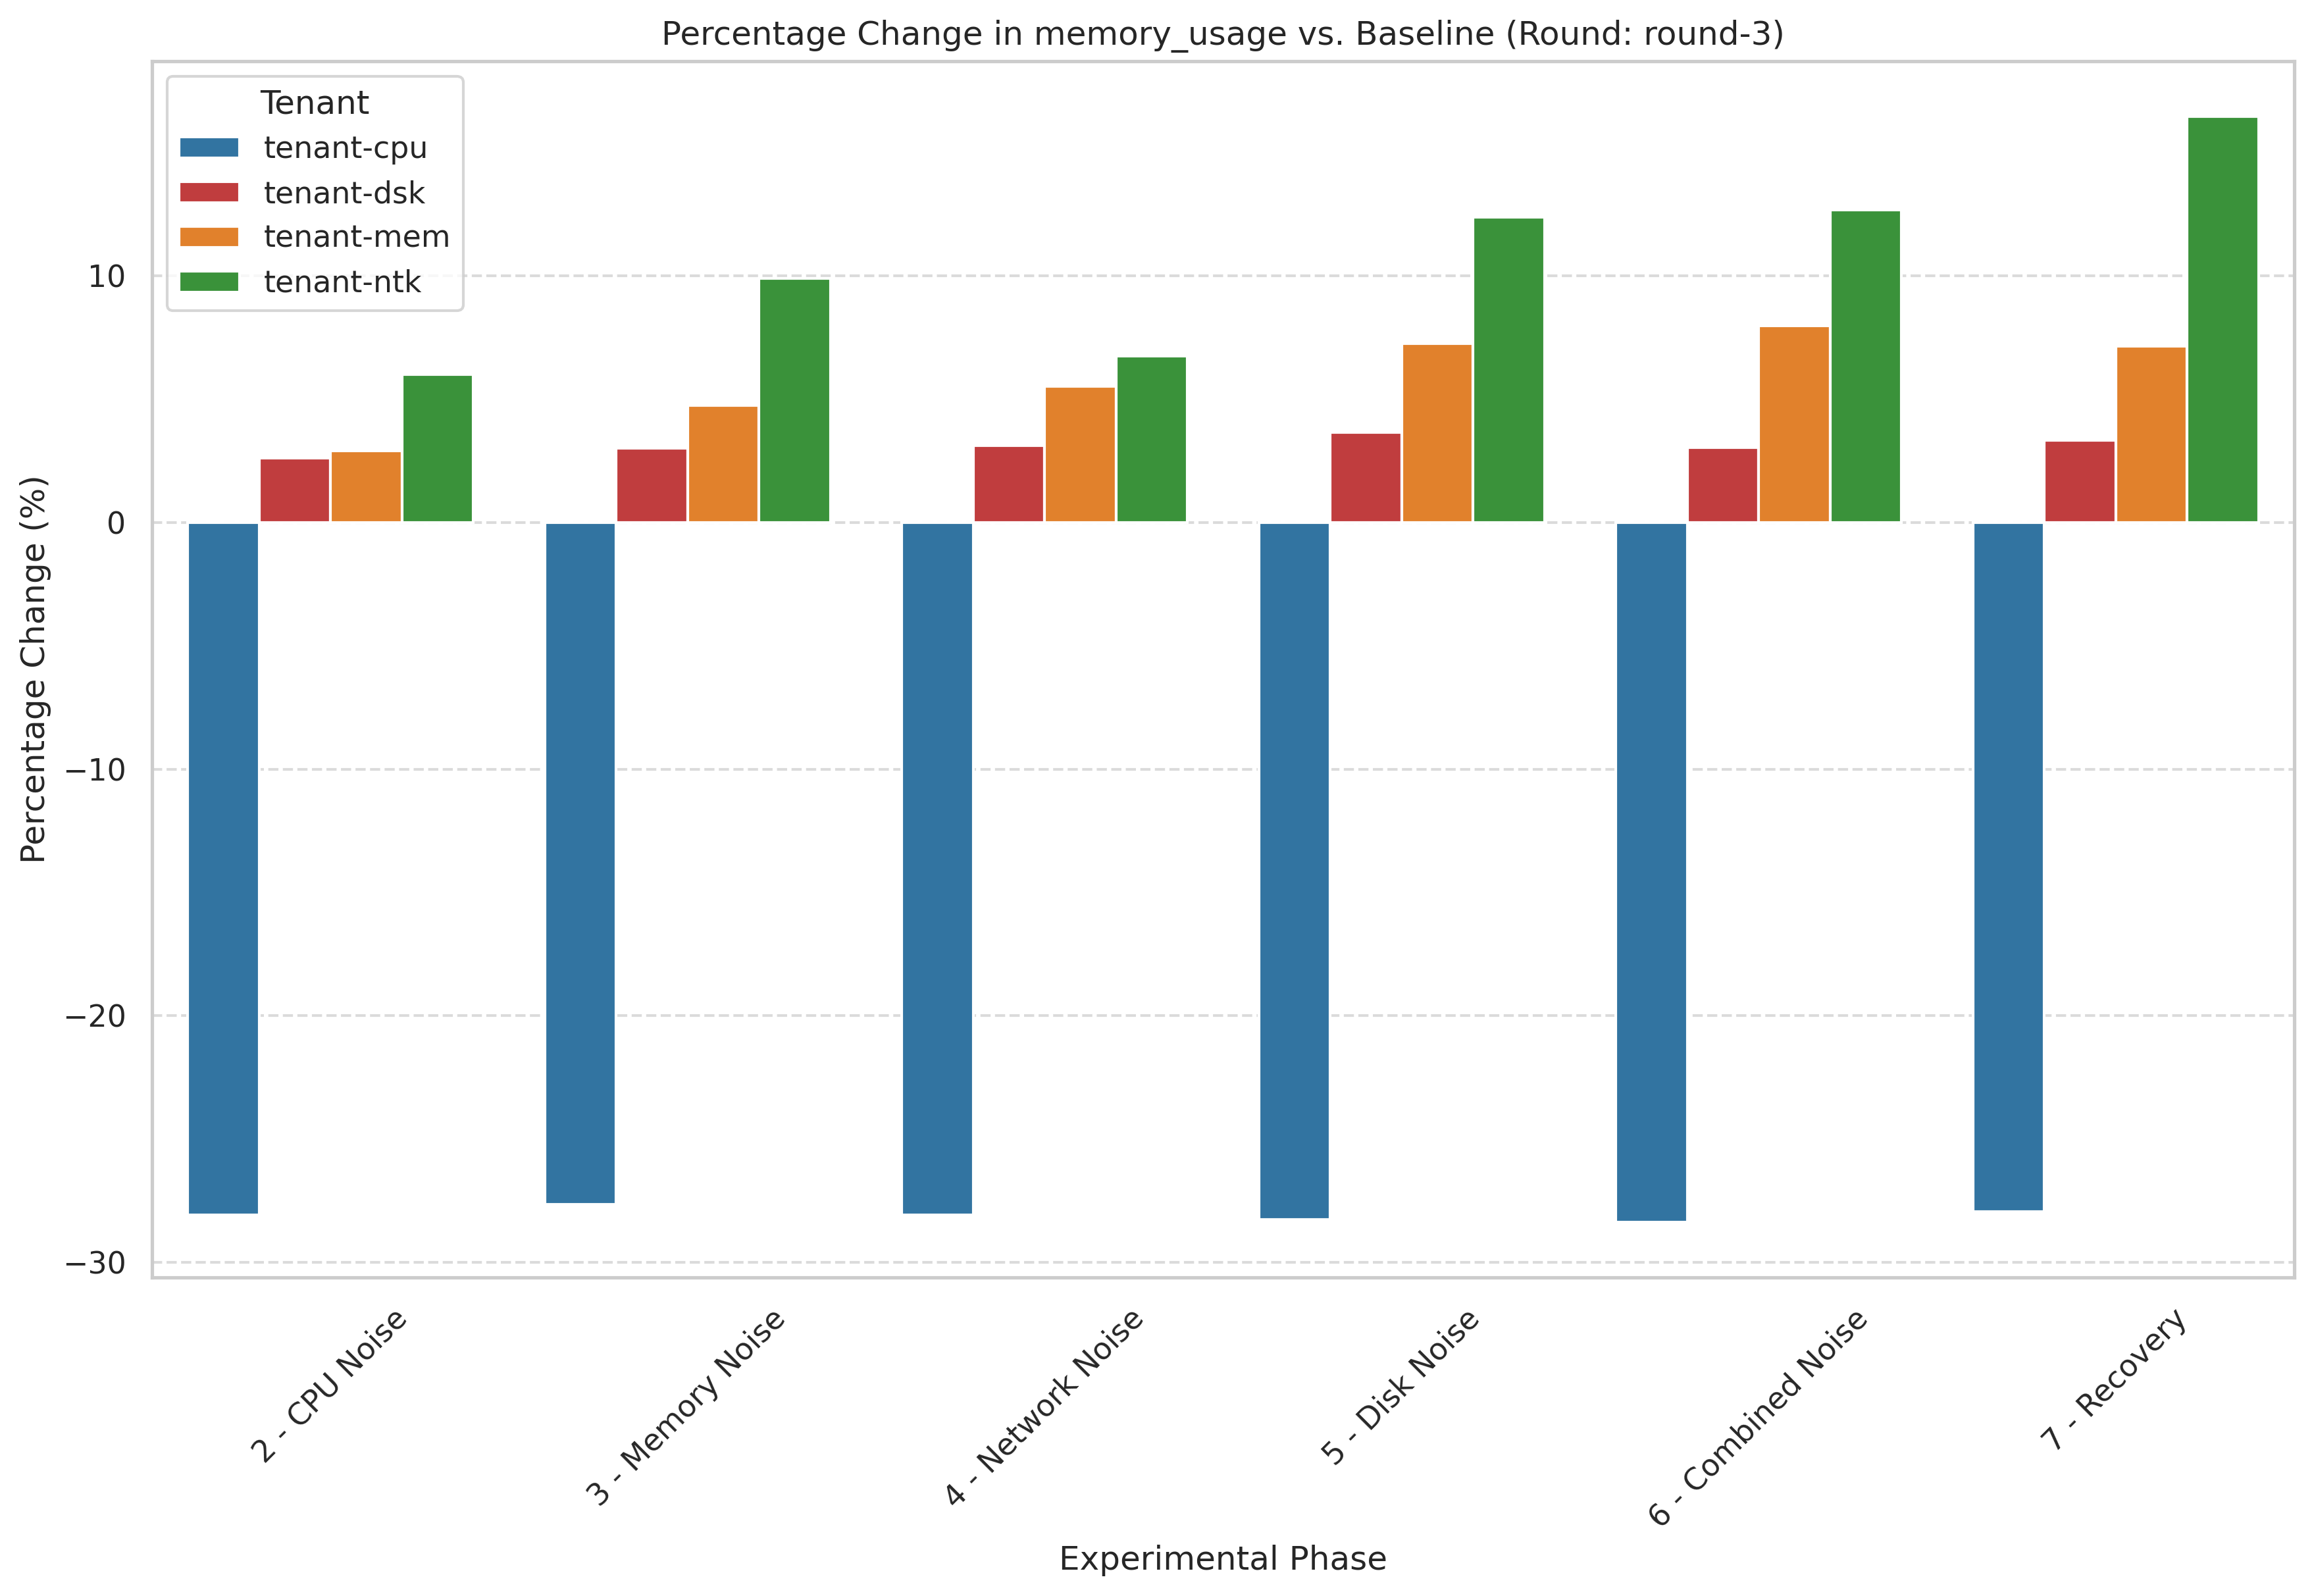 Percentage Change in memory_usage vs. Baseline (Round: round-3)
Tenant
tenant-cpu
tenant-dsk
tenant-mem
tenant-ntk
Percentage Change (%)
10
0
−10
−20
−30
2 - CPU Noise
3 - Memory Noise
4 - Network Noise
5 - Disk Noise
6 - Combined Noise
7 - Recovery
Experimental Phase